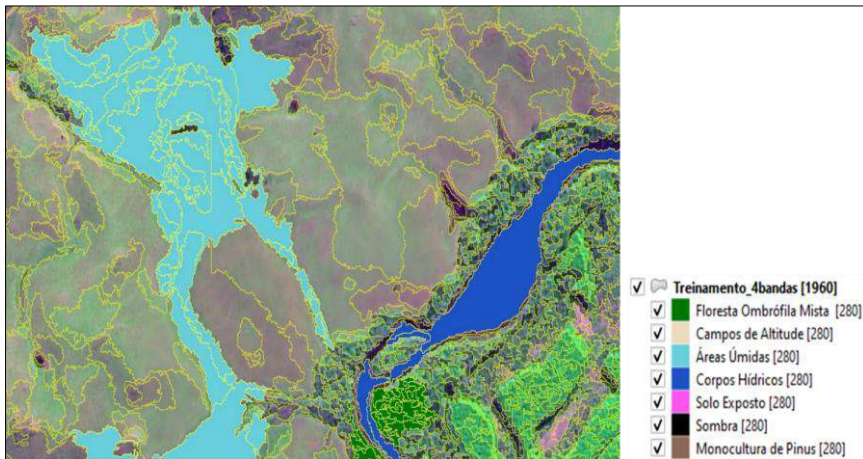 Treinamento_4bandas [1960]
Floresta Ombrófila Mista [280]
Campos de Altitude [280]
Áreas Úmidas [280]
Corpos Hídricos [280]
Solo Exposto [280]
Sombra [280]
Monocultura de Pinus [280]